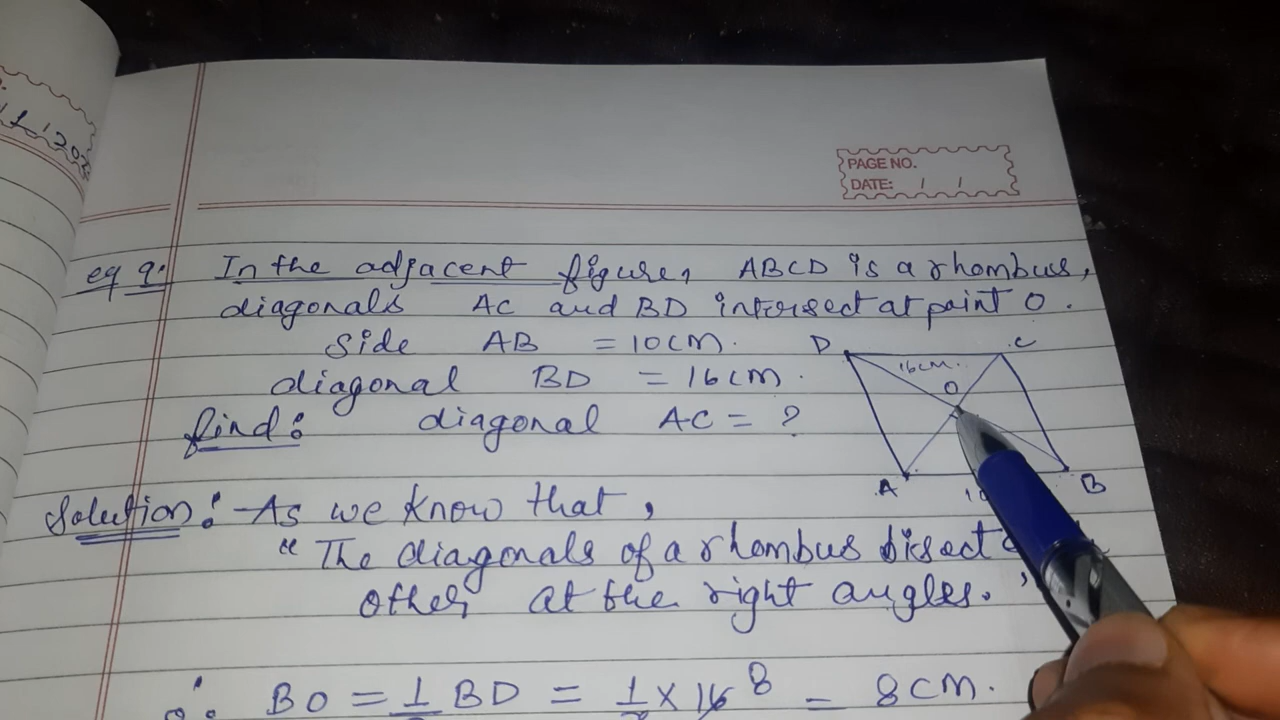 PAGE NO.
DATE: / /
eg 9. In the adjacent figure, ABCD is a rhombus,
diagonals AC and BD intersect at point O.
Side AB = 10cm.
diagonal BD = 16cm.
find: diagonal AC = ?
D C
16cm.
O
A B
Solution: As we know that,
"The diagonals of a rhombus bisect
other at the right angles."
∴ BO = 1/2 BD = 1/2 × 16 8 = 8cm.